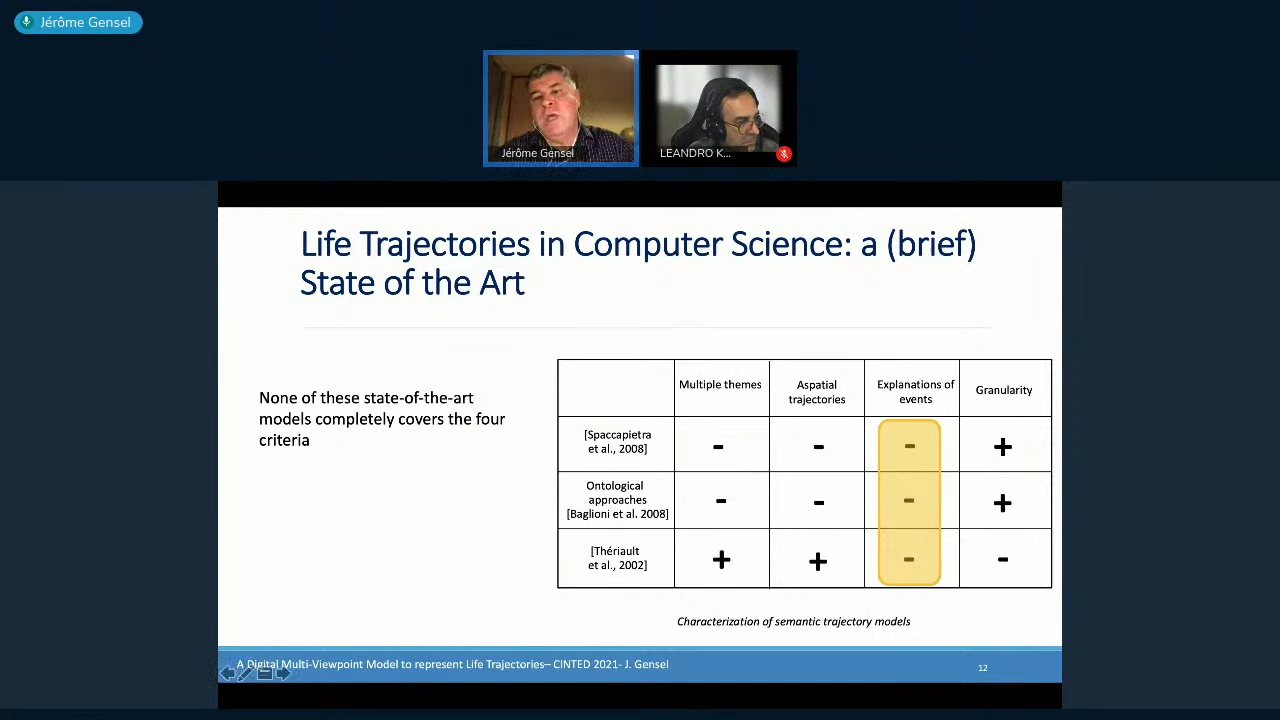 Jérôme Gensel
Jérôme Gensel
LEANDRO K...
Life Trajectories in Computer Science: a (brief)
State of the Art
None of these state-of-the-art
models completely covers the four
criteria
Multiple themes
Aspatial
trajectories
Explanations of
events
Granularity
[Spaccapietra
et al., 2008]
- - - +
Ontological
approaches
[Baglioni et al. 2008]
- - - +
[Thériault
et al., 2002]
+ + - -
Characterization of semantic trajectory models
A Digital Multi-Viewpoint Model to represent Life Trajectories– CINTED 2021- J. Gensel
12